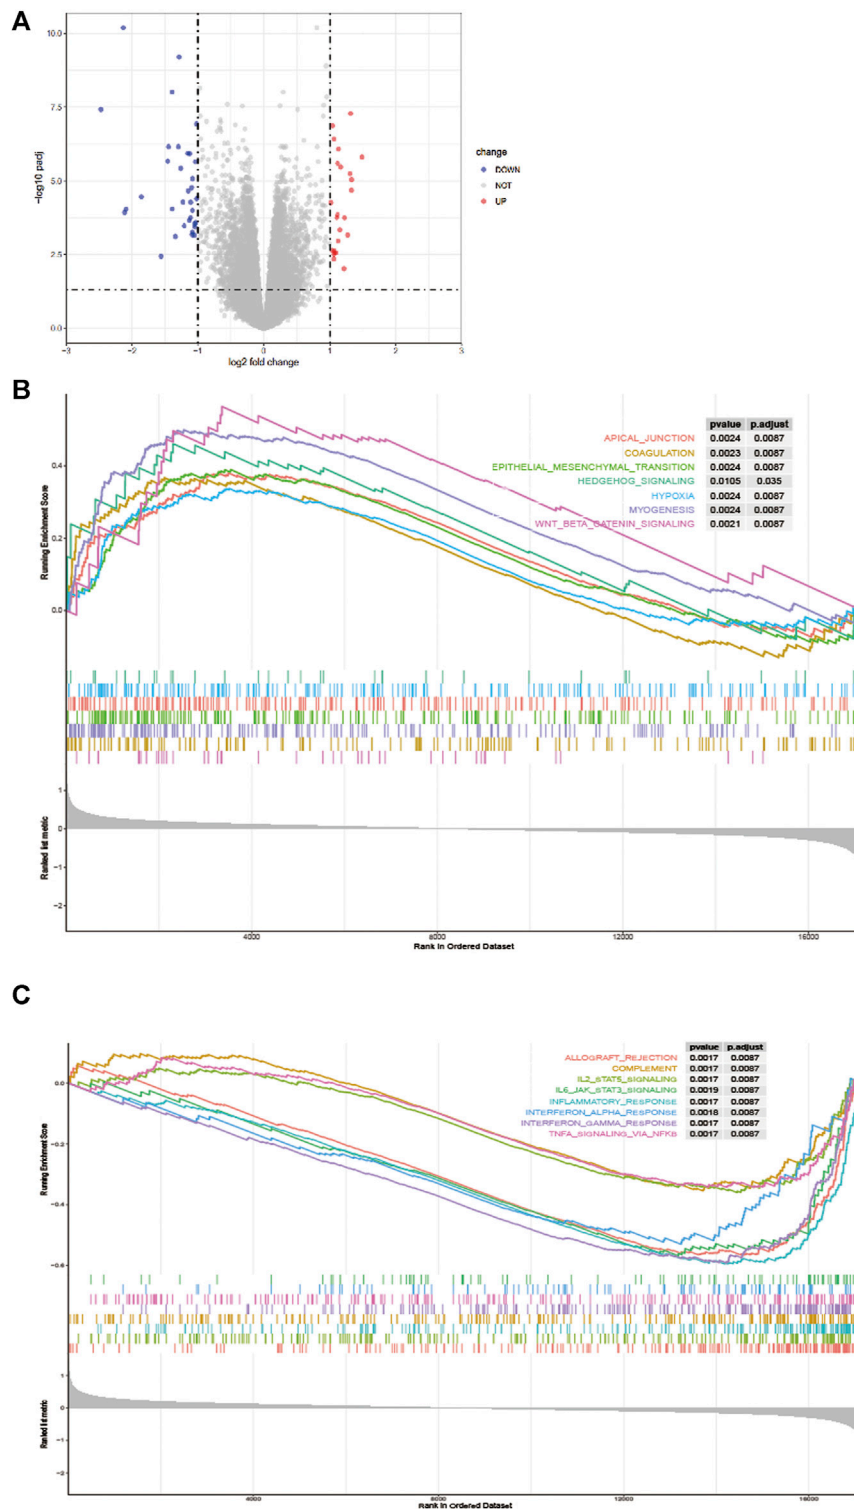 A
10.0
7.5
5.0
2.5
0.0
−log10 padj
−3
−2
−1
0
1
2
3
log2 fold change
change
DOWN
NOT
UP
B
pvalue p.adjust
APICAL_JUNCTION 0.0024 0.0087
COAGULATION 0.0023 0.0087
EPITHELIAL_MESENCHYMAL_TRANSITION 0.0024 0.0087
HEDGEHOG_SIGNALING 0.0105 0.035
HYPOXIA 0.0024 0.0087
MYOGENESIS 0.0024 0.0087
WNT_BETA_CATENIN_SIGNALING 0.0021 0.0087
0.4
0.2
0.0
Running Enrichment Score
1
0
−1
−2
Ranked list metric
4000
8000
12000
16000
Rank in Ordered Dataset
C
pvalue p.adjust
ALLOGRAFT_REJECTION 0.0017 0.0087
COMPLEMENT 0.0017 0.0087
IL2_STAT5_SIGNALING 0.0017 0.0087
IL6_JAK_STAT3_SIGNALING 0.0019 0.0087
INFLAMMATORY_RESPONSE 0.0017 0.0087
INTERFERON_ALPHA_RESPONSE 0.0018 0.0087
INTERFERON_GAMMA_RESPONSE 0.0017 0.0087
TNFA_SIGNALING_VIA_NFKB 0.0017 0.0087
0.0
−0.2
−0.4
−0.6
Running Enrichment Score
1
0
−1
−2
Ranked list metric
4000
8000
12000
16000
Rank in Ordered Dataset